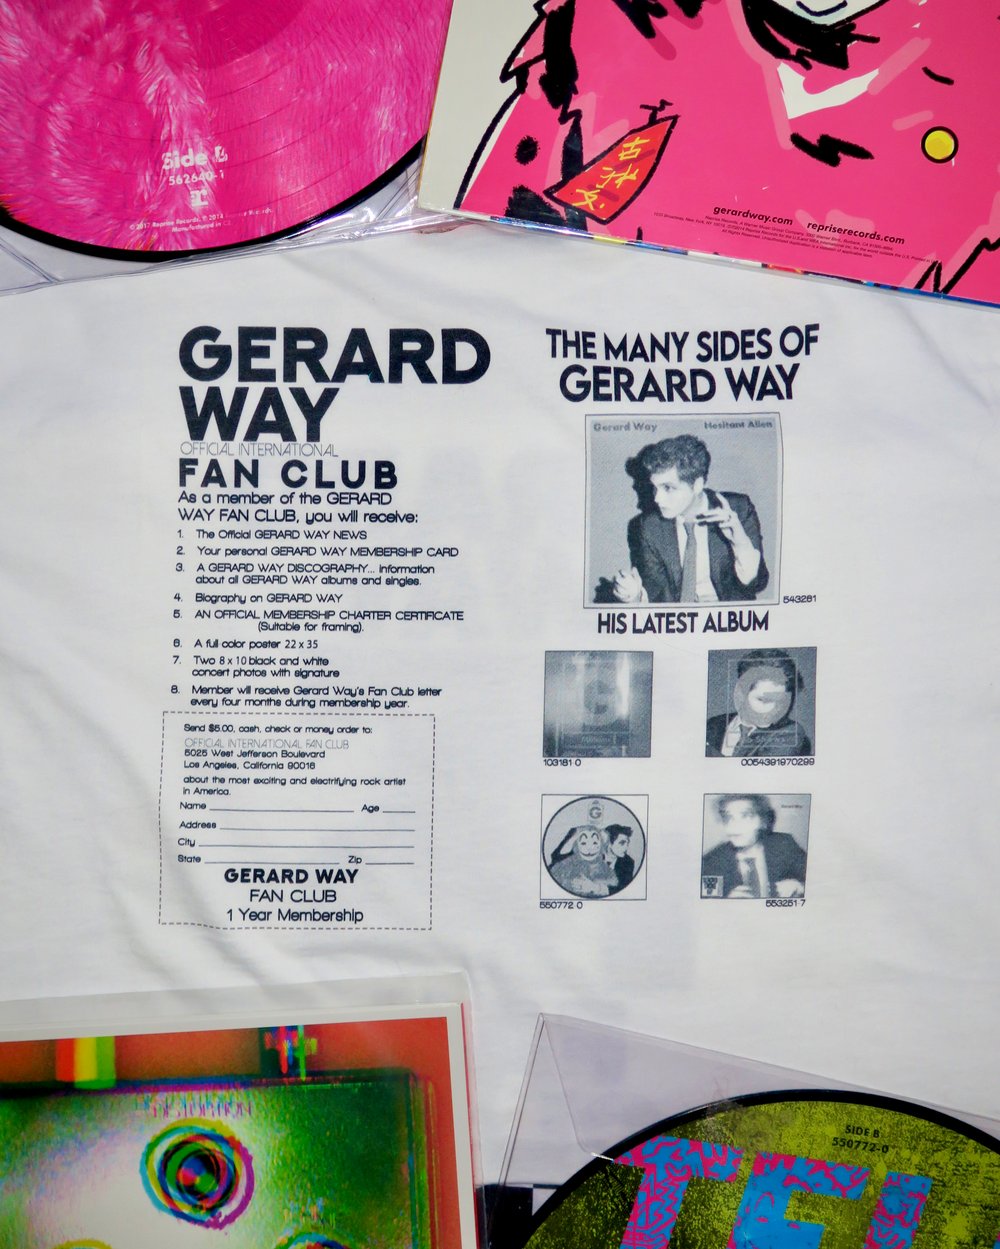 Side
562640-1
gerardway.com
repriserecords.com
GERARD
WAY
OFFICIAL INTERNATIONAL
FAN CLUB
As a member of the GERARD
WAY FAN CLUB, you will receive:
1. The Official GERARD WAY NEWS
2. Your personal GERARD WAY MEMBERSHIP CARD
3. A GERARD WAY DISCOGRAPHY... information
about all GERARD WAY albums and singles.
4. Biography on GERARD WAY
5. AN OFFICIAL MEMBERSHIP CHARTER CERTIFICATE
(Suitable for framing).
6. A full color poster 22 x 35
7. Two 8 x 10 black and white
concert photos with signature
8. Member will receive Gerard Way's Fan Club letter
every four months during membership year.
Send $5.00, cash, check or money order to:
OFFICIAL INTERNATIONAL FAN CLUB
5025 West Jefferson Boulevard
Los Angeles, California 90016
about the most exciting and electrifying rock artist
in America.
Name Age
Address
City
State Zip
GERARD WAY
FAN CLUB
1 Year Membership
THE MANY SIDES OF
GERARD WAY
Gerard Way Hesitant Alien
543281
HIS LATEST ALBUM
103181 0
0054391970299
550772 0
Gerard Way
553251-7
DISTORTION
SIDE B
550772-0